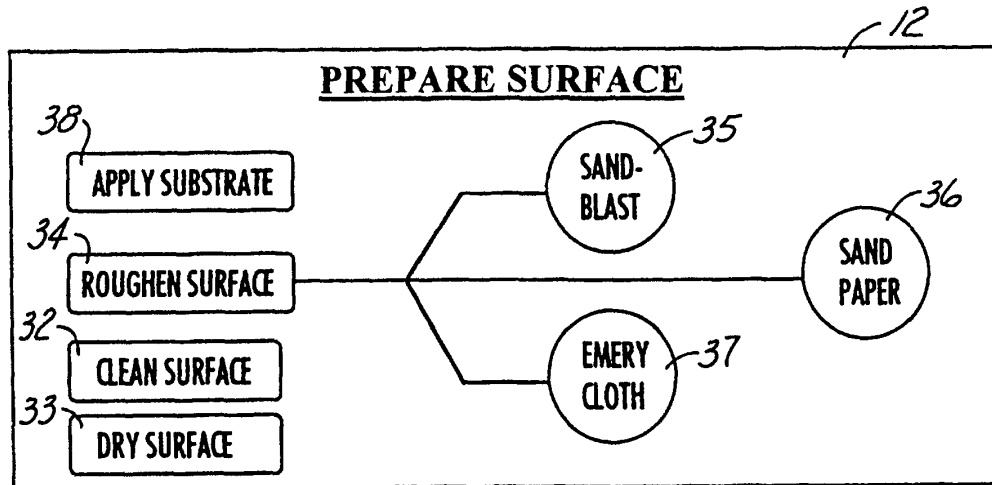 12
PREPARE SURFACE
38
APPLY SUBSTRATE
35
SAND-
BLAST
34
ROUGHEN SURFACE
36
SAND
PAPER
32
CLEAN SURFACE
37
EMERY
CLOTH
33
DRY SURFACE